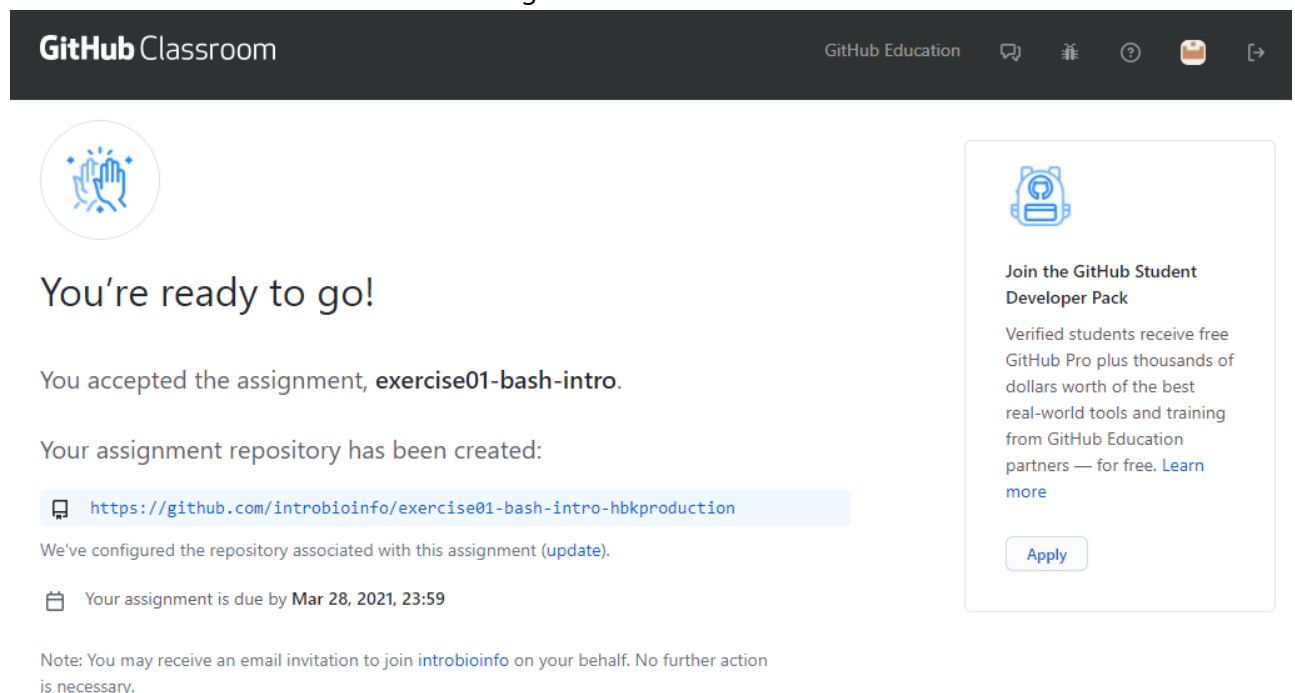 GitHub Classroom
GitHub Education
You're ready to go!
You accepted the assignment, exercise01-bash-intro.
Your assignment repository has been created:
https://github.com/introbioinfo/exercise01-bash-intro-hbkproduction
We've configured the repository associated with this assignment (update).
Your assignment is due by Mar 28, 2021, 23:59
Note: You may receive an email invitation to join introbioinfo on your behalf. No further action
is necessary.
Join the GitHub Student
Developer Pack
Verified students receive free
GitHub Pro plus thousands of
dollars worth of the best
real-world tools and training
from GitHub Education
partners — for free. Learn
more
Apply